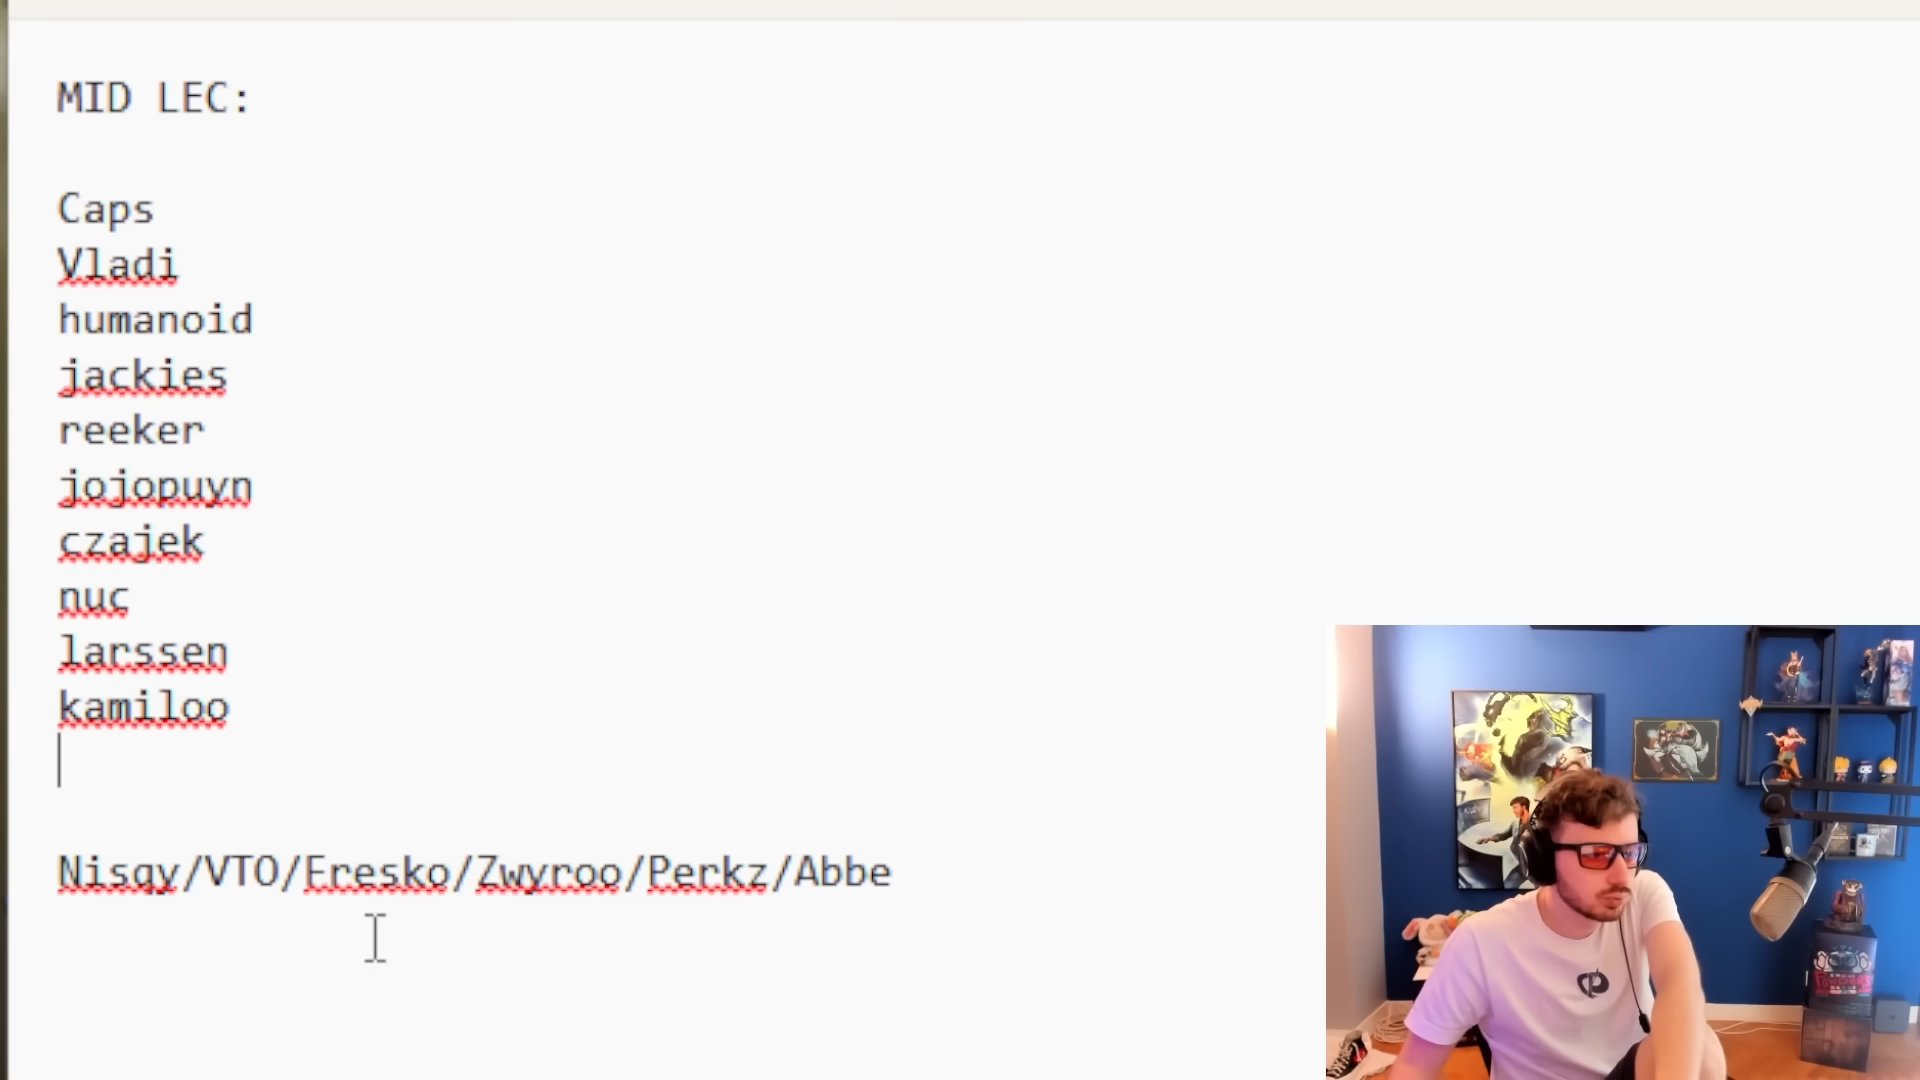 MID LEC:
Caps
Vladi
humanoid
jackies
reeker
jojopuyn
czajek
nuc
larssen
kamiloo
Nisqy/VTO/Fresko/Zwyroo/Perkz/Abbe